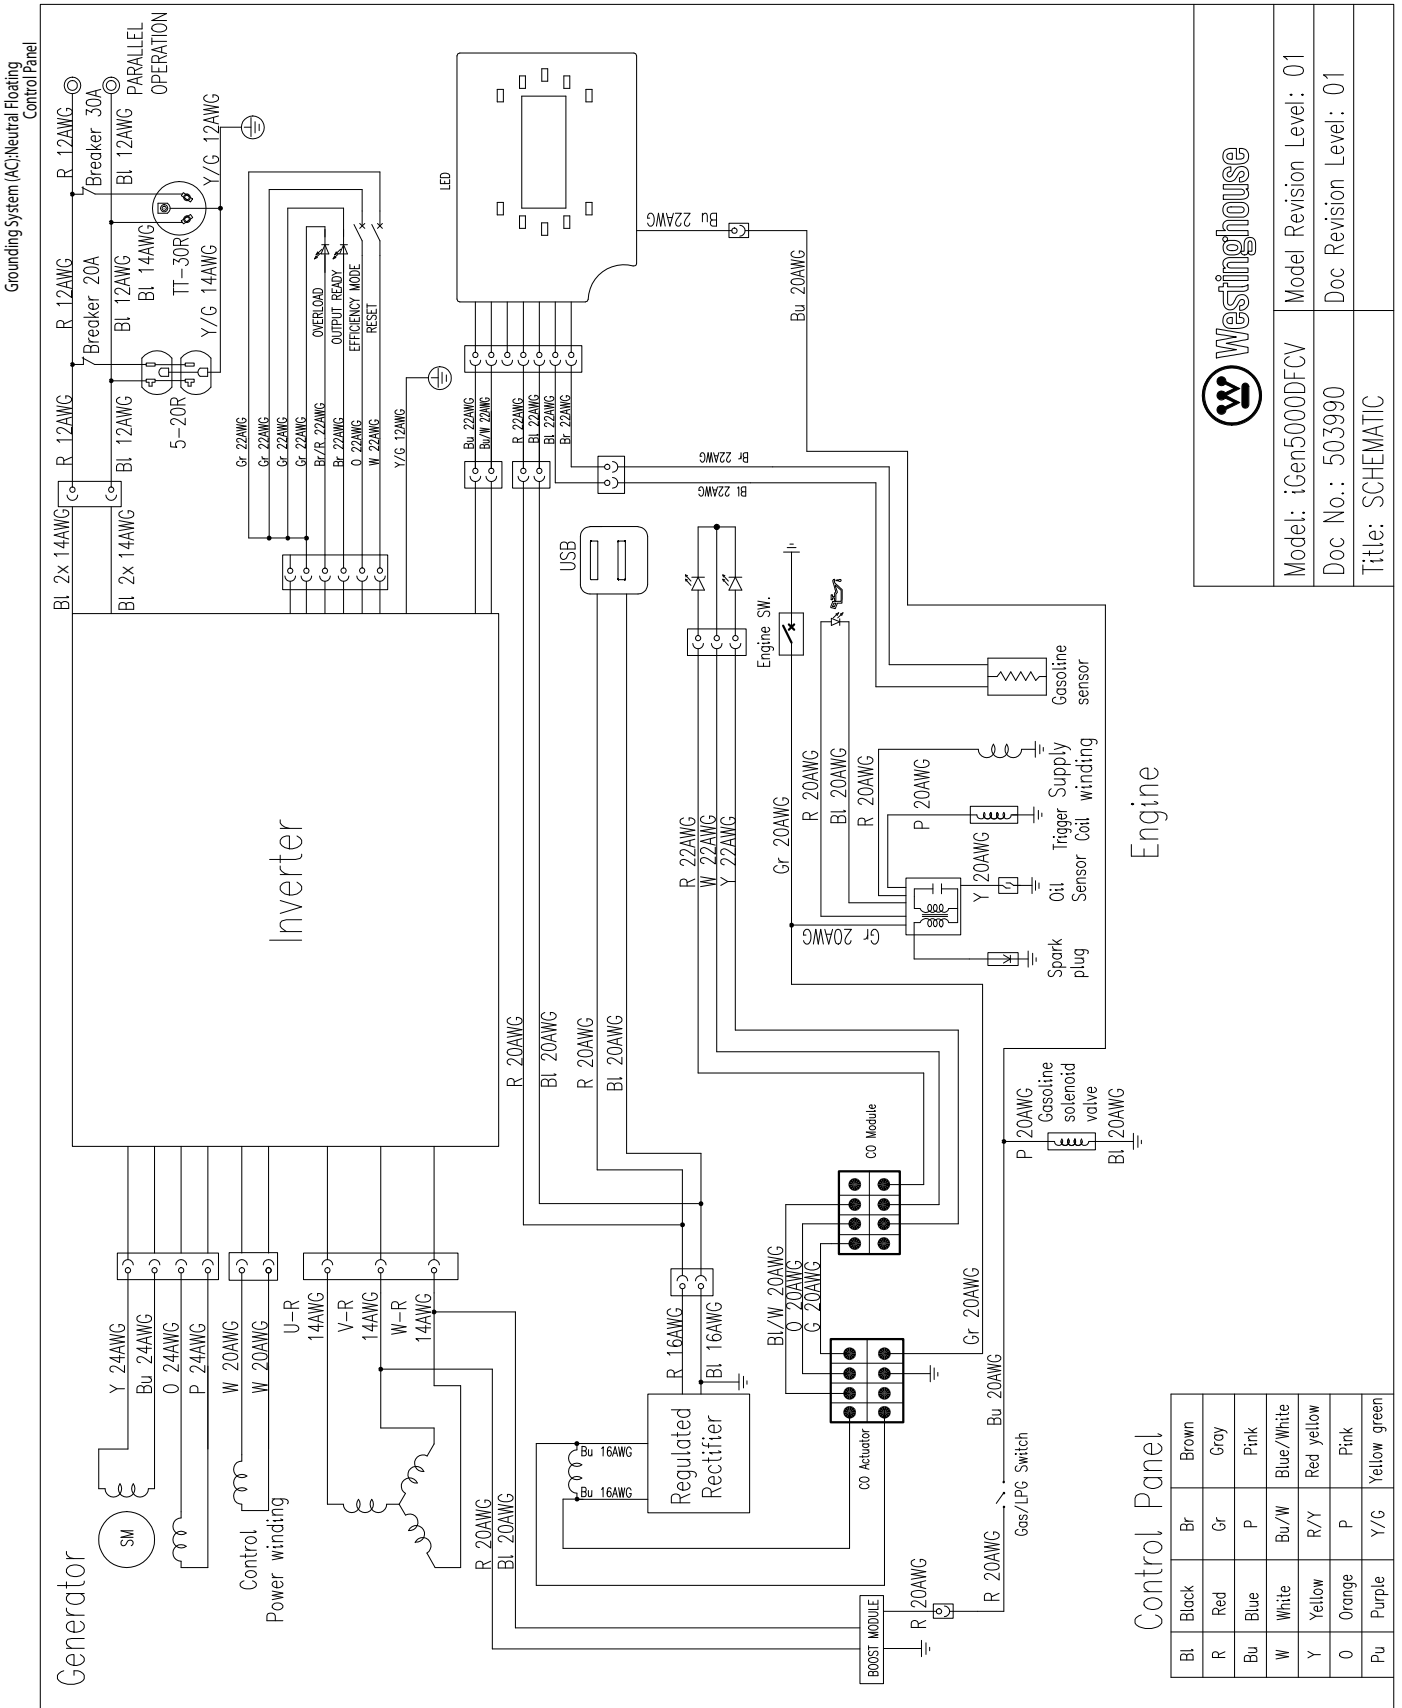 Grounding System (AC):Neutral Floating
Control Panel
Generator
SM
Y 24AWG
Bu 24AWG
O 24AWG
P 24AWG
Control
Power winding
W 20AWG
W 20AWG
U-R
14AWG
V-R
14AWG
W-R
14AWG
R 20AWG
Bl 20AWG
Inverter
Bl 2x 14AWG
Bl 2x 14AWG
R 12AWG
Bl 12AWG
5-20R
Breaker 20A
R 12AWG
Bl 12AWG
Bl 14AWG
TT-30R
Y/G 14AWG
Breaker 30A
R 12AWG
Bl 12AWG
Y/G 12AWG
PARALLEL
OPERATION
Gr 22AWG
Gr 22AWG
Gr 22AWG
Gr 22AWG
Br/R 22AWG
Br 22AWG
O 22AWG
W 22AWG
Y/G 12AWG
OVERLOAD
OUTPUT READY
EFFICIENCY MODE
RESET
LED
Bu 22AWG
Bu/W 22AWG
R 22AWG
Bl 22AWG
Bl 22AWG
Br 22AWG
Bu 22AWG
Bu 20AWG
Br 22AWG
Bl 22AWG
USB
R 20AWG
Bl 20AWG
R 20AWG
Bl 20AWG
R 16AWG
Bl 16AWG
Regulated
Rectifier
Bu 16AWG
Bu 16AWG
Engine SW.
R 22AWG
W 22AWG
Y 22AWG
Gr 20AWG
R 20AWG
Bl 20AWG
R 20AWG
P 20AWG
Y 20AWG
Gr 20AWG
Spark
plug
Oil
Sensor
Trigger
Coil
Supply
winding
Gasoline
sensor
Engine
CO Module
Bl/W 20AWG
O 20AWG
G 20AWG
CO Actuator
Gr 20AWG
Bu 20AWG
P 20AWG
Gasoline
solenoid
valve
Bl 20AWG
Gas/LPG Switch
R 20AWG
R 20AWG
BOOST MODULE
Control Panel
Bl Black Br Brown
R Red Gr Gray
Bu Blue P Pink
W White Bu/W Blue/White
Y Yellow R/Y Red yellow
O Orange P Pink
Pu Purple Y/G Yellow green
W Westinghouse
Model: iGen5000DFCV Model Revision Level: 01
Doc No.: 503990 Doc Revision Level: 01
Title: SCHEMATIC